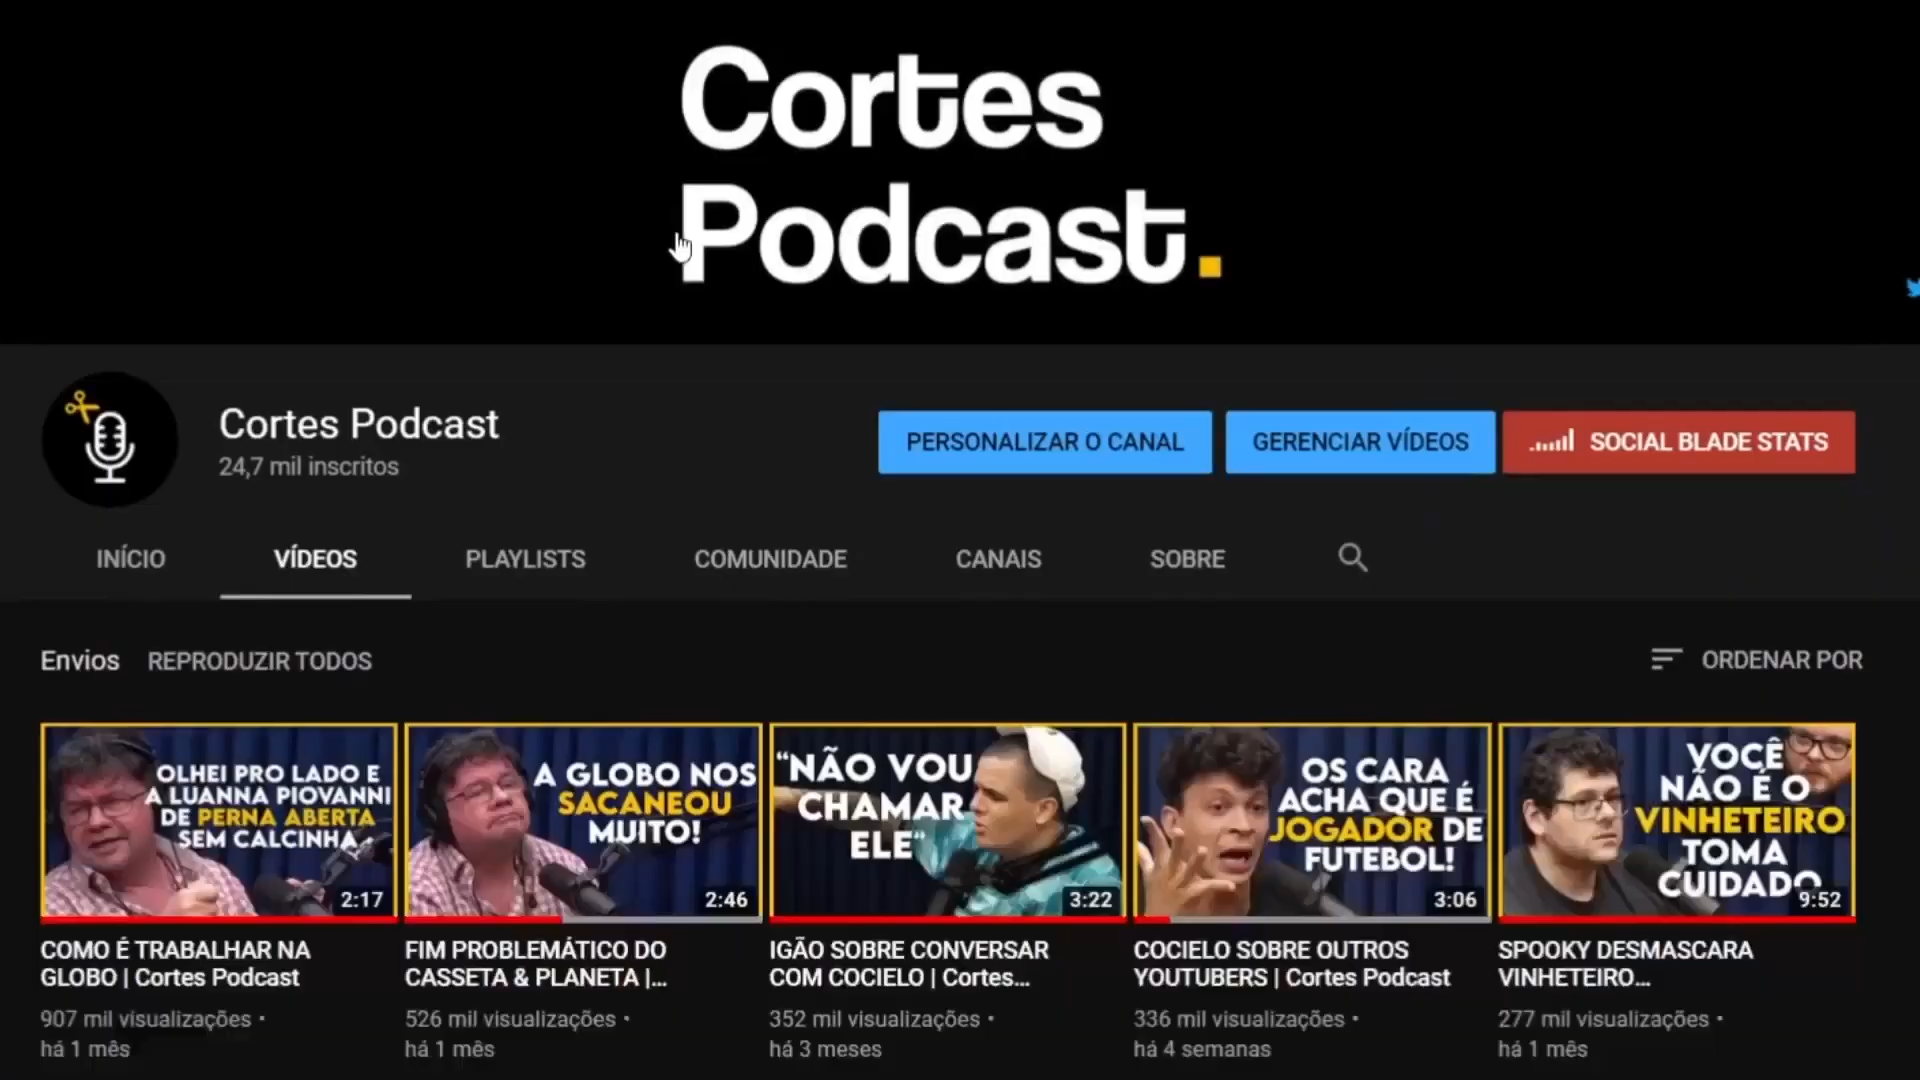 Cortes
Podcast.
Cortes Podcast
24,7 mil inscritos
PERSONALIZAR O CANAL
GERENCIAR VÍDEOS
SOCIAL BLADE STATS
INÍCIO
VÍDEOS
PLAYLISTS
COMUNIDADE
CANAIS
SOBRE
Envios
REPRODUZIR TODOS
ORDENAR POR
OLHEI PRO LADO E
A LUANNA PIOVANNI
DE PERNA ABERTA
SEM CALCINHA
2:17
A GLOBO NOS
SACANEOU
MUITO!
2:46
“NÃO VOU
CHAMAR
ELE“
3:22
OS CARA
ACHA QUE É
JOGADOR DE
FUTEBOL!
3:06
VOCÊ
NÃO É O
VINHETEIRO
TOMA
CUIDADO
9:52
COMO É TRABALHAR NA
GLOBO | Cortes Podcast
907 mil visualizações •
há 1 mês
FIM PROBLEMÁTICO DO
CASSETA & PLANETA |...
526 mil visualizações •
há 1 mês
IGÃO SOBRE CONVERSAR
COM COCIELO | Cortes...
352 mil visualizações •
há 3 meses
COCIELO SOBRE OUTROS
YOUTUBERS | Cortes Podcast
336 mil visualizações •
há 4 semanas
SPOOKY DESMASCARA
VINHETEIRO...
277 mil visualizações •
há 1 mês